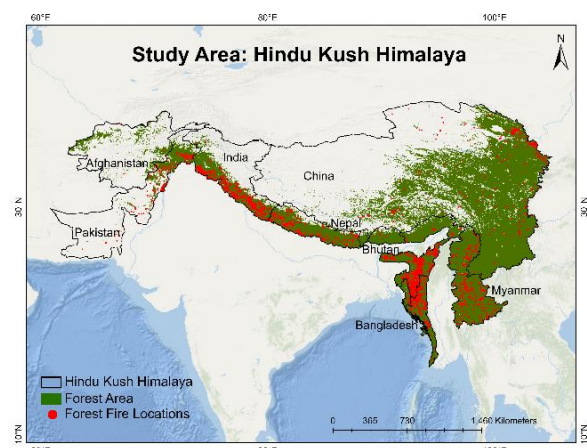 60°E 80°E 100°E
Study Area: Hindu Kush Himalaya
N
Afghanistan
India
China
30 N 30 N
Pakistan
Nepal
Bhutan
Myanmar
Bangladesh
Hindu Kush Himalaya
Forest Area
Forest Fire Locations
0 365 730 1,460 Kilometers
10°N